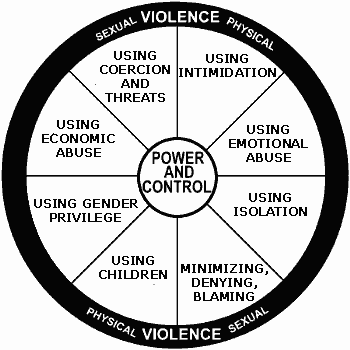 SEXUAL VIOLENCE PHYSICAL
USING
COERCION
AND
THREATS
USING
INTIMIDATION
USING
EMOTIONAL
ABUSE
USING
ISOLATION
MINIMIZING,
DENYING,
BLAMING
USING
CHILDREN
USING GENDER
PRIVILEGE
USING
ECONOMIC
ABUSE
POWER
AND
CONTROL
PHYSICAL VIOLENCE SEXUAL